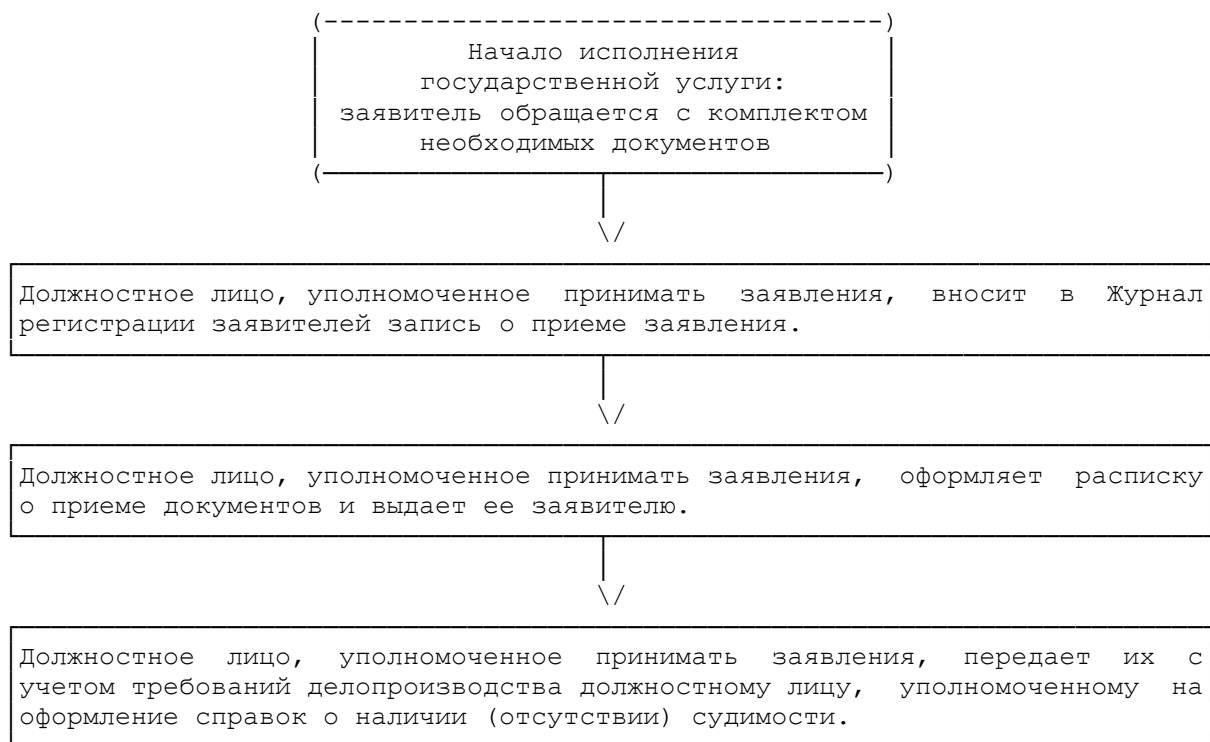 Начало исполнения
государственной услуги:
заявитель обращается с комплектом
необходимых документов
Должностное лицо, уполномоченное принимать заявления, вносит в Журнал
регистрации заявителей запись о приеме заявления.
Должностное лицо, уполномоченное принимать заявления, оформляет расписку
о приеме документов и выдает ее заявителю.
Должностное лицо, уполномоченное принимать заявления, передает их с
учетом требований делопроизводства должностному лицу, уполномоченному на
оформление справок о наличии (отсутствии) судимости.